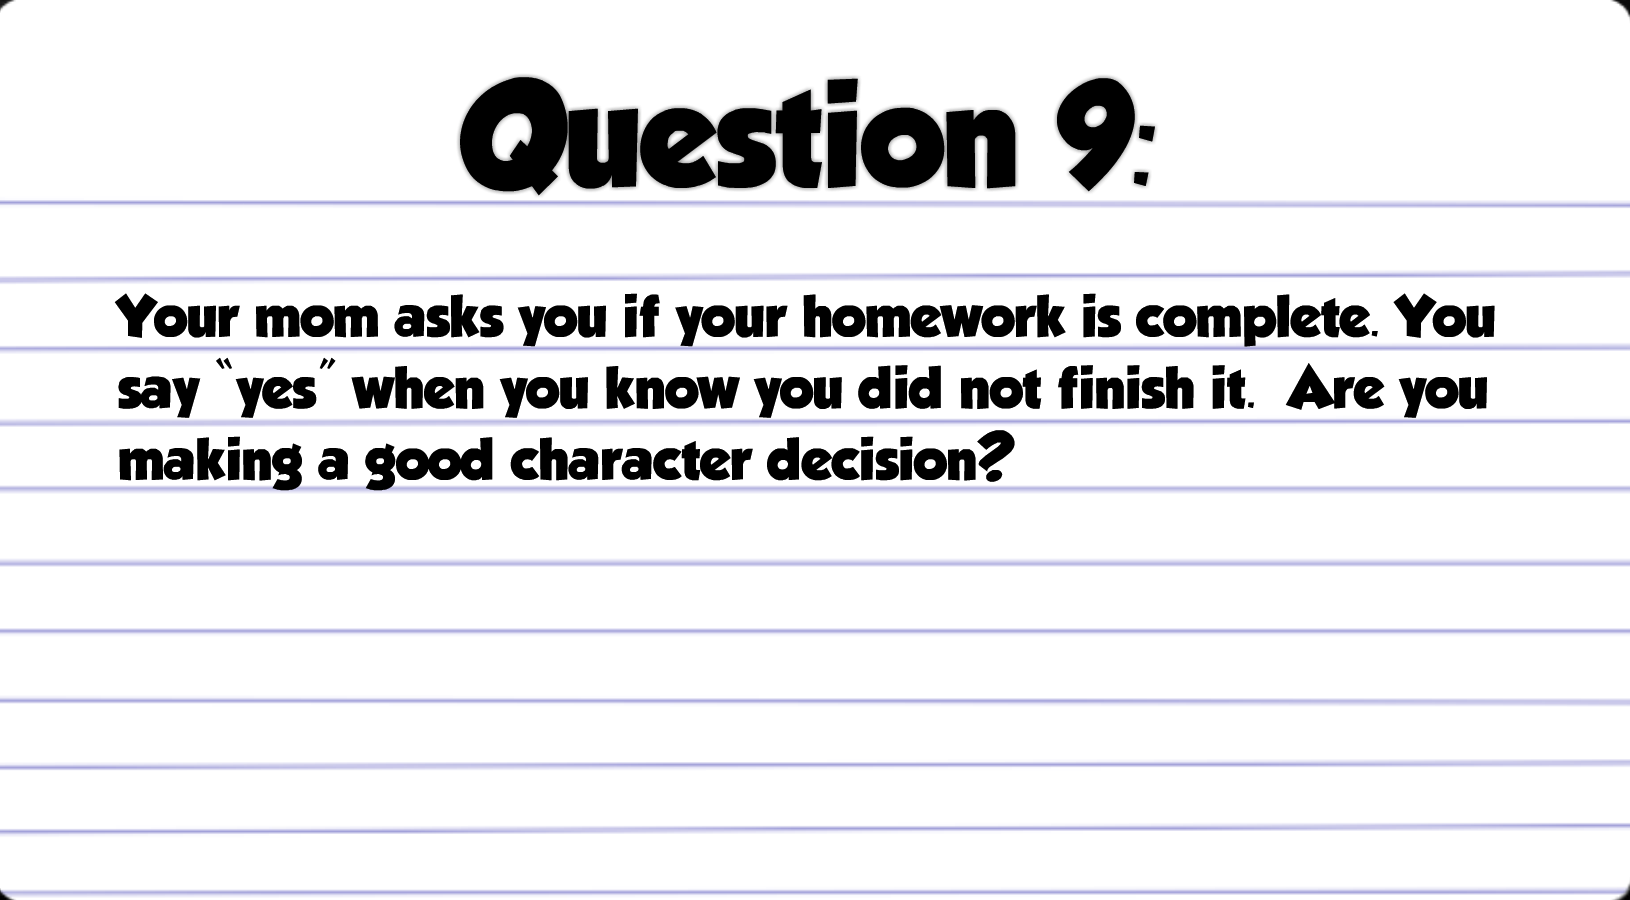 Question 9:
Your mom asks you if your homework is complete. You
say “yes” when you know you did not finish it.  Are you
making a good character decision?